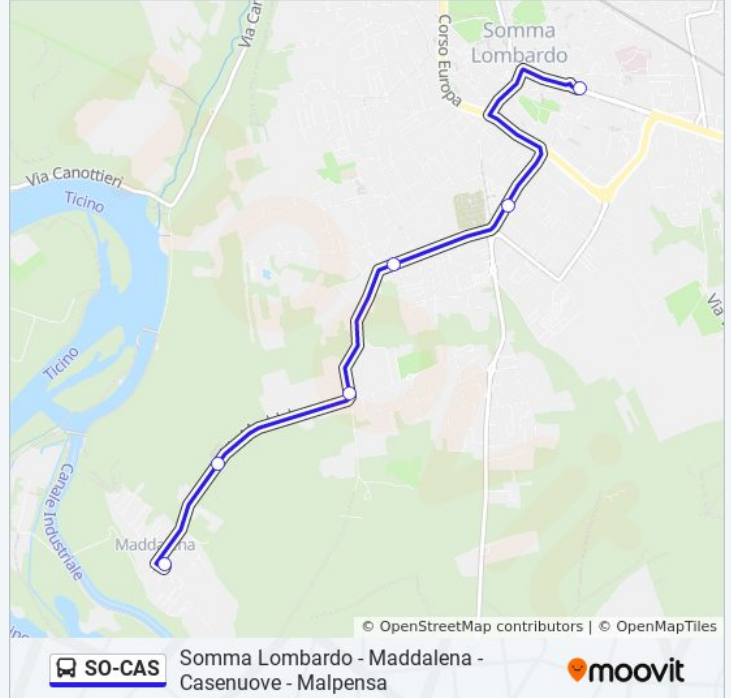 Via Can
Corso Europa
Somma
Lombardo
Via Canottieri
Ticino
Via
Ticino
Canale Industriale
Maddalena
© OpenStreetMap contributors | © OpenMapTiles
SO-CAS
Somma Lombardo - Maddalena -
Casenuove - Malpensa
moovit